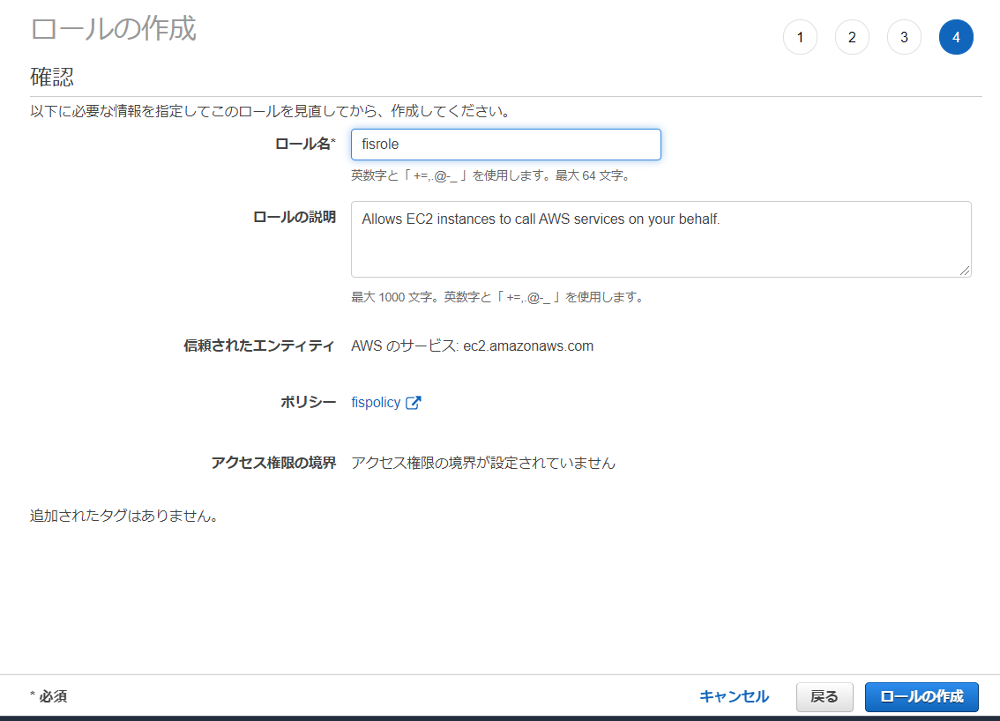 ロールの作成
1 2 3 4
確認
以下に必要な情報を指定してこのロールを見直してから、作成してください。
ロール名* fisrole
英数字と「 +=,.@-_ 」を使用します。最大 64 文字。
ロールの説明 Allows EC2 instances to call AWS services on your behalf.
最大 1000 文字。英数字と「 +=,.@-_ 」を使用します。
信頼されたエンティティ AWS のサービス: ec2.amazonaws.com
ポリシー fispolicy
アクセス権限の境界 アクセス権限の境界が設定されていません
追加されたタグはありません。
* 必須 キャンセル 戻る ロールの作成